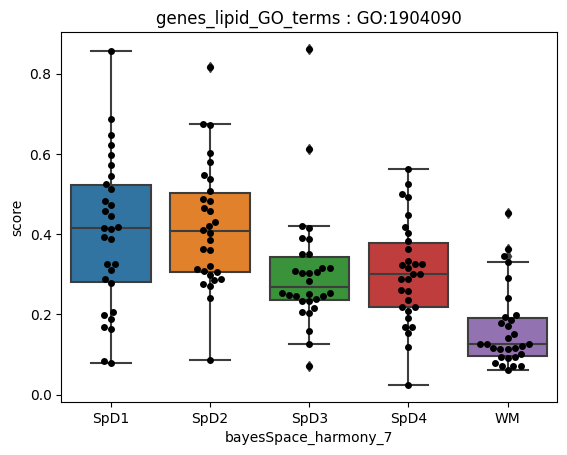 genes_lipid_GO_terms : GO:1904090
score
0.8
0.6
0.4
0.2
0.0
SpD1 SpD2 SpD3 SpD4 WM
bayesSpace_harmony_7